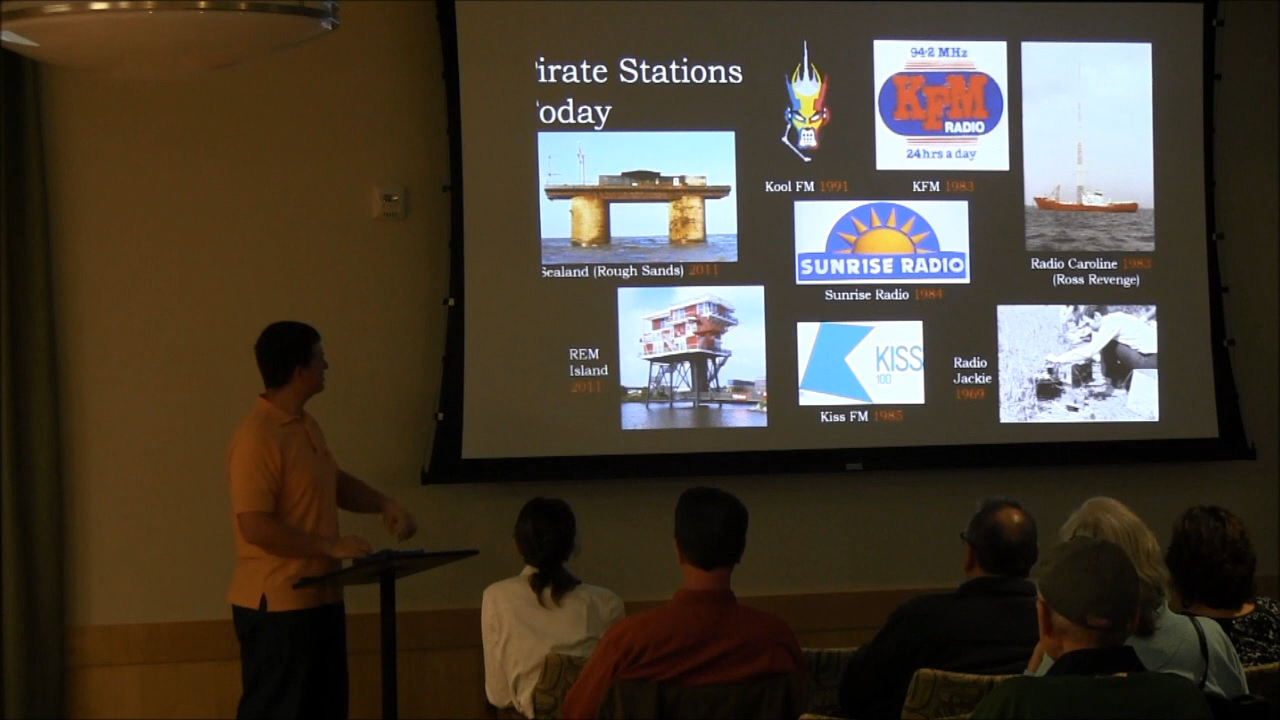 irate Stations
oday
Sealand (Rough Sands) 2011
REM
Island
2011
Kool FM 1991
94·2 MHz
KFM
RADIO
24hrs a day
KFM 1983
SUNRISE RADIO
Sunrise Radio 1984
KISS
100
Kiss FM 1985
Radio Caroline 1983
(Ross Revenge)
Radio
Jackie
1969